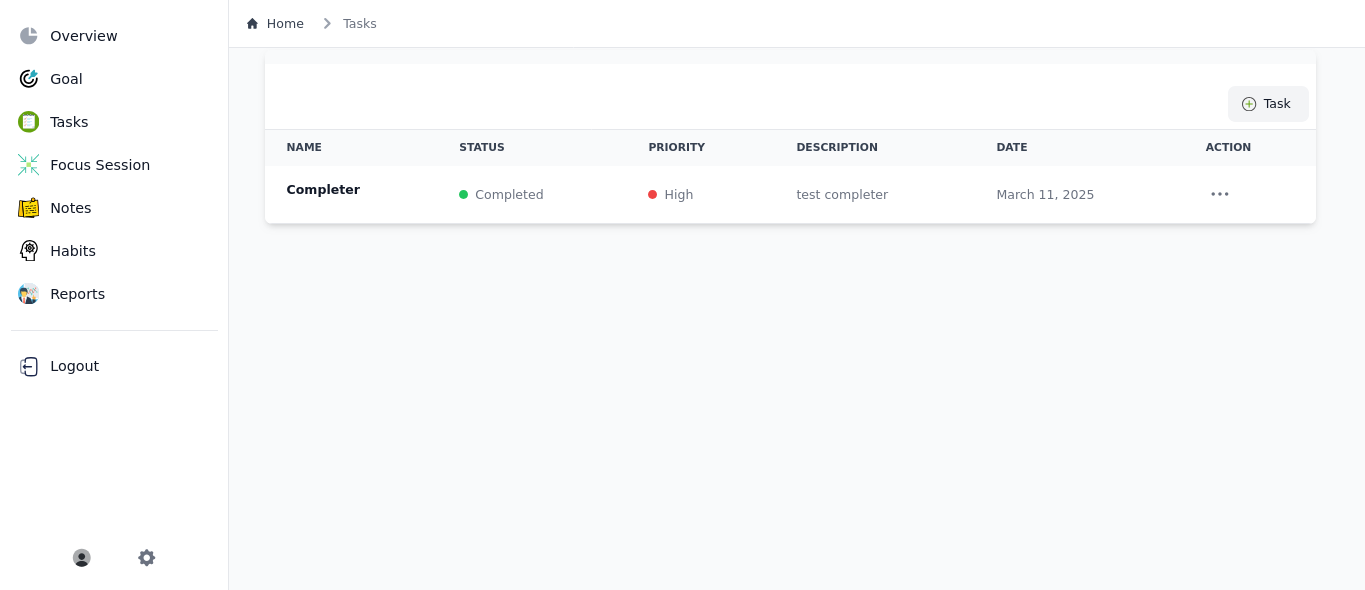 Home Tasks
Overview
Goal
Tasks
Focus Session
Notes
Habits
Reports
Logout
Task
NAME STATUS PRIORITY DESCRIPTION DATE ACTION
Completer Completed High test completer March 11, 2025